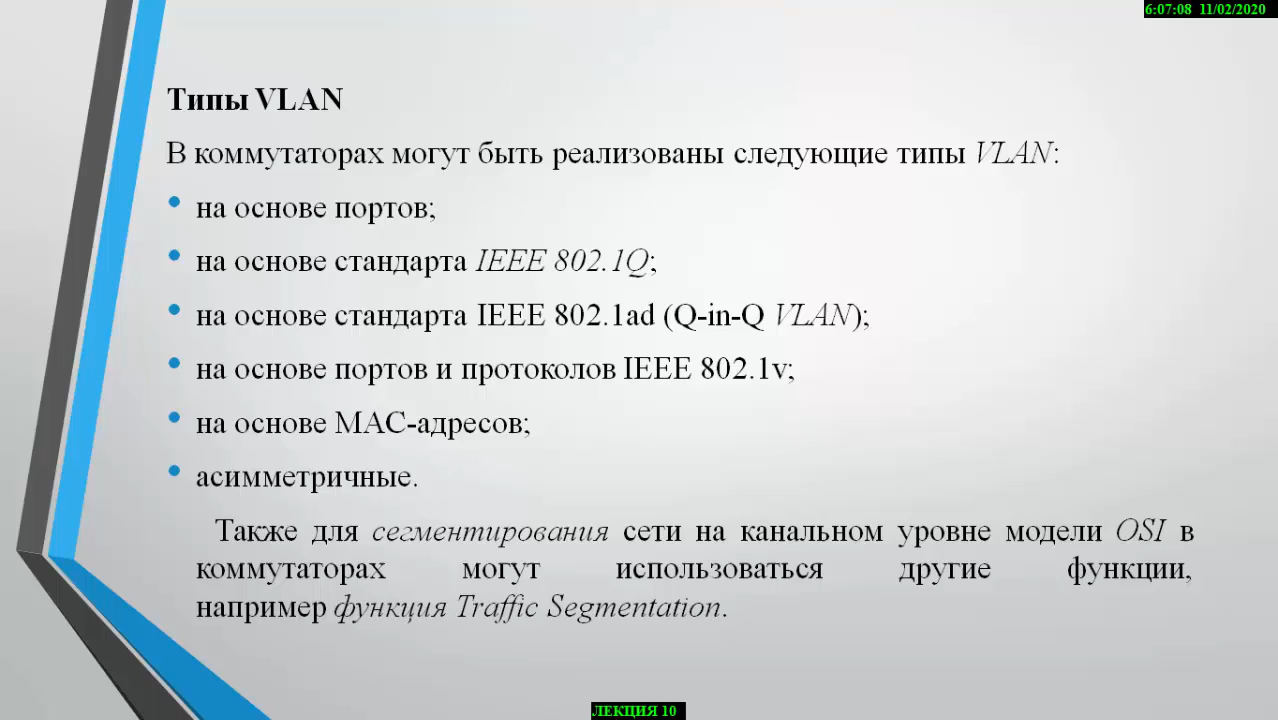 6:07:08 11/02/2020
Типы VLAN
В коммутаторах могут быть реализованы следующие типы VLAN:
• на основе портов;
• на основе стандарта IEEE 802.1Q;
• на основе стандарта IEEE 802.1ad (Q-in-Q VLAN);
• на основе портов и протоколов IEEE 802.1v;
• на основе MAC-адресов;
• асимметричные.
Также для сегментирования сети на канальном уровне модели OSI в
коммутаторах могут использоваться другие функции,
например функция Traffic Segmentation.
ЛЕКЦИЯ 10